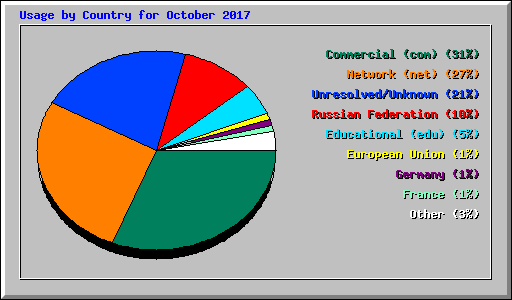 Usage by Country for October 2017
Commercial (com) (31%)
Network (net) (27%)
Unresolved/Unknown (21%)
Russian Federation (10%)
Educational (edu) (5%)
European Union (1%)
Germany (1%)
France (1%)
Other (3%)